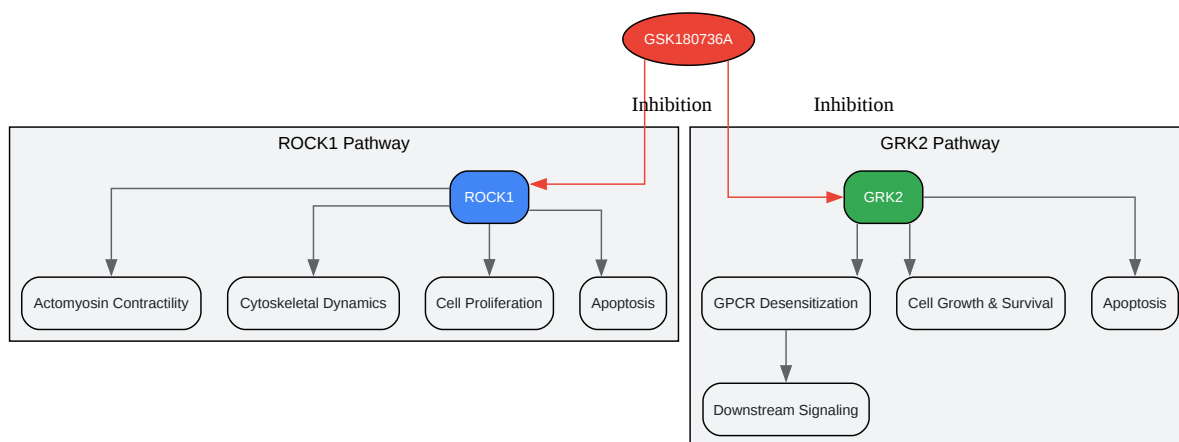 GSK180736A
Inhibition
Inhibition
ROCK1 Pathway
GRK2 Pathway
ROCK1
GRK2
Actomyosin Contractility
Cytoskeletal Dynamics
Cell Proliferation
Apoptosis
GPCR Desensitization
Cell Growth & Survival
Apoptosis
Downstream Signaling